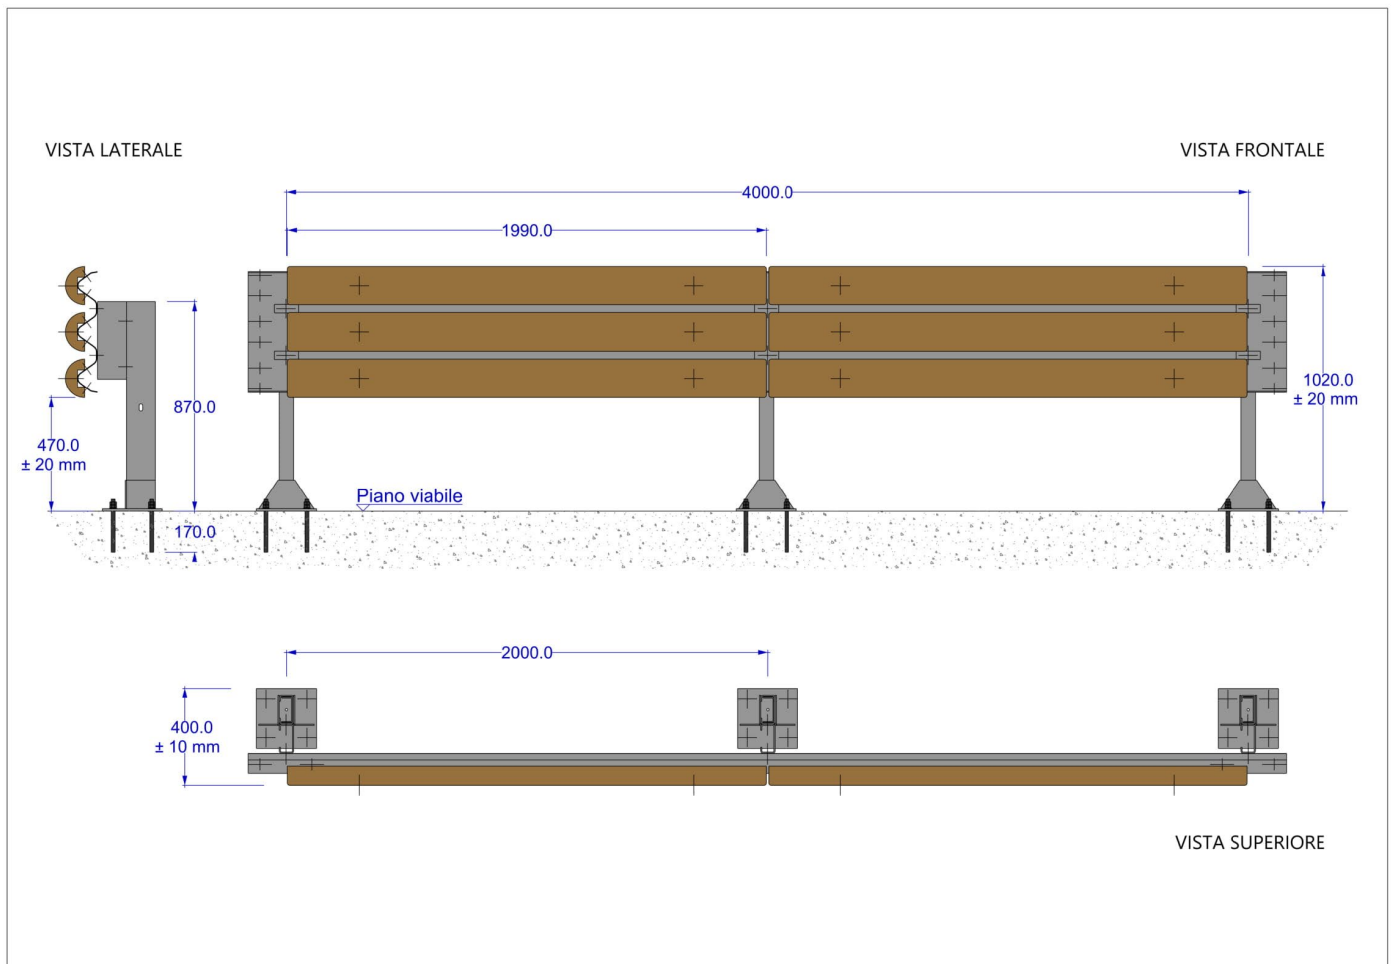 VISTA LATERALE
VISTA FRONTALE
4000.0
1990.0
1020.0
± 20 mm
870.0
470.0
± 20 mm
Piano viabile
170.0
2000.0
400.0
± 10 mm
VISTA SUPERIORE